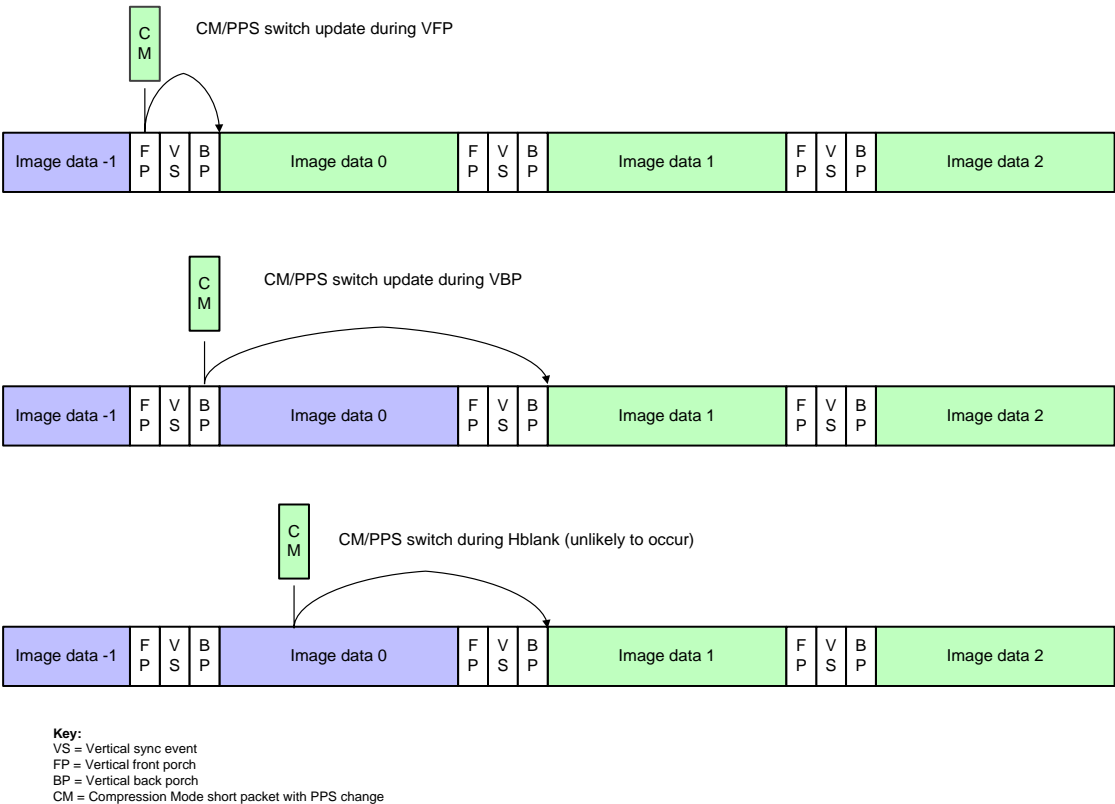 C
M
CM/PPS switch update during VFP
Image data -1
F
P
V
S
B
P
Image data 0
F
P
V
S
B
P
Image data 1
F
P
V
S
B
P
Image data 2
C
M
CM/PPS switch update during VBP
Image data -1
F
P
V
S
B
P
Image data 0
F
P
V
S
B
P
Image data 1
F
P
V
S
B
P
Image data 2
C
M
CM/PPS switch during Hblank (unlikely to occur)
Image data -1
F
P
V
S
B
P
Image data 0
F
P
V
S
B
P
Image data 1
F
P
V
S
B
P
Image data 2
Key:
VS = Vertical sync event
FP = Vertical front porch
BP = Vertical back porch
CM = Compression Mode short packet with PPS change